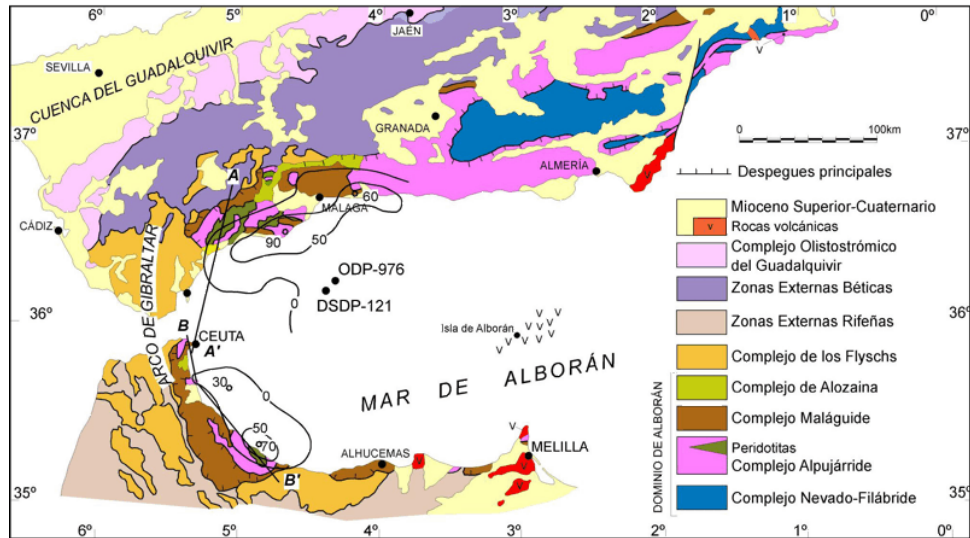 6º 5º 4º 3º 2º 1º 0º
JAÉN
SEVILLA
CUENCA DEL GUADALQUIVIR
V
37º
37º
GRANADA
0 100km
ALMERÍA
V
Despegues principales
A
MÁLAGA
60
50
90
CÁDIZ
0
ARCO DE GIBRALTAR
ODP-976
DSDP-121
36º
36º
Isla de Alborán
V V V V V V V V V V
B
CEUTA
A'
MAR DE ALBORÁN
30
0
50
70
B'
ALHUCEMAS
V
V
MELILLA
V
V
35º
35º
6º 5º 4º 3º 2º 1º 0º
Mioceno Superior-Cuaternario
v Rocas volcánicas
Complejo Olistostrómico
del Guadalquivir
Zonas Externas Béticas
Zonas Externas Rifeñas
Complejo de los Flyschs
DOMINIO DE ALBORÁN
Complejo de Alozaina
Complejo Maláguide
Peridotitas
Complejo Alpujárride
Complejo Nevado-Filábride